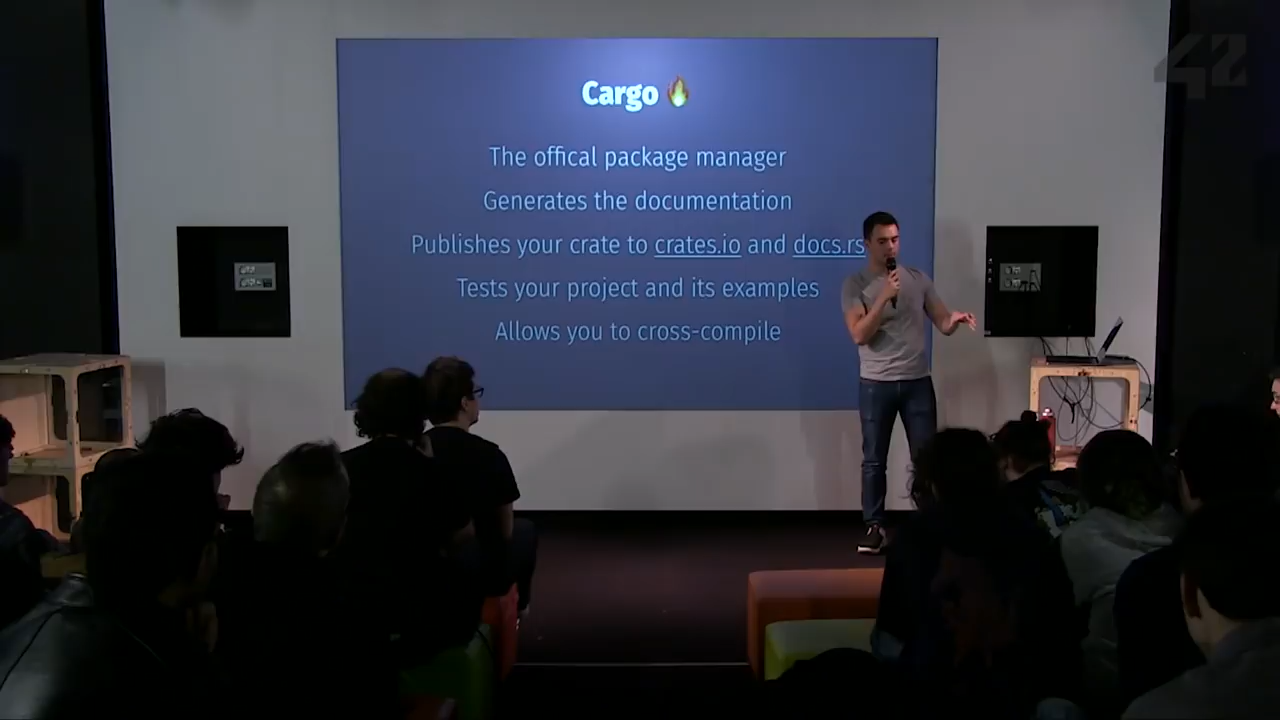 42
Cargo 🔥
The offical package manager
Generates the documentation
Publishes your crate to crates.io and docs.rs
Tests your project and its examples
Allows you to cross-compile